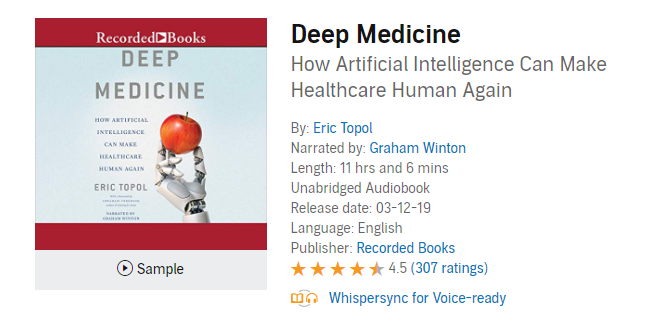 Recorded Books
DEEP
MEDICINE
HOW ARTIFICIAL
INTELLIGENCE
CAN MAKE
HEALTHCARE
HUMAN AGAIN
ERIC TOPOL
NARRATED BY
GRAHAM WINTON
Sample
Deep Medicine
How Artificial Intelligence Can Make
Healthcare Human Again
By: Eric Topol
Narrated by: Graham Winton
Length: 11 hrs and 6 mins
Unabridged Audiobook
Release date: 03-12-19
Language: English
Publisher: Recorded Books
4.5 (307 ratings)
Whispersync for Voice-ready